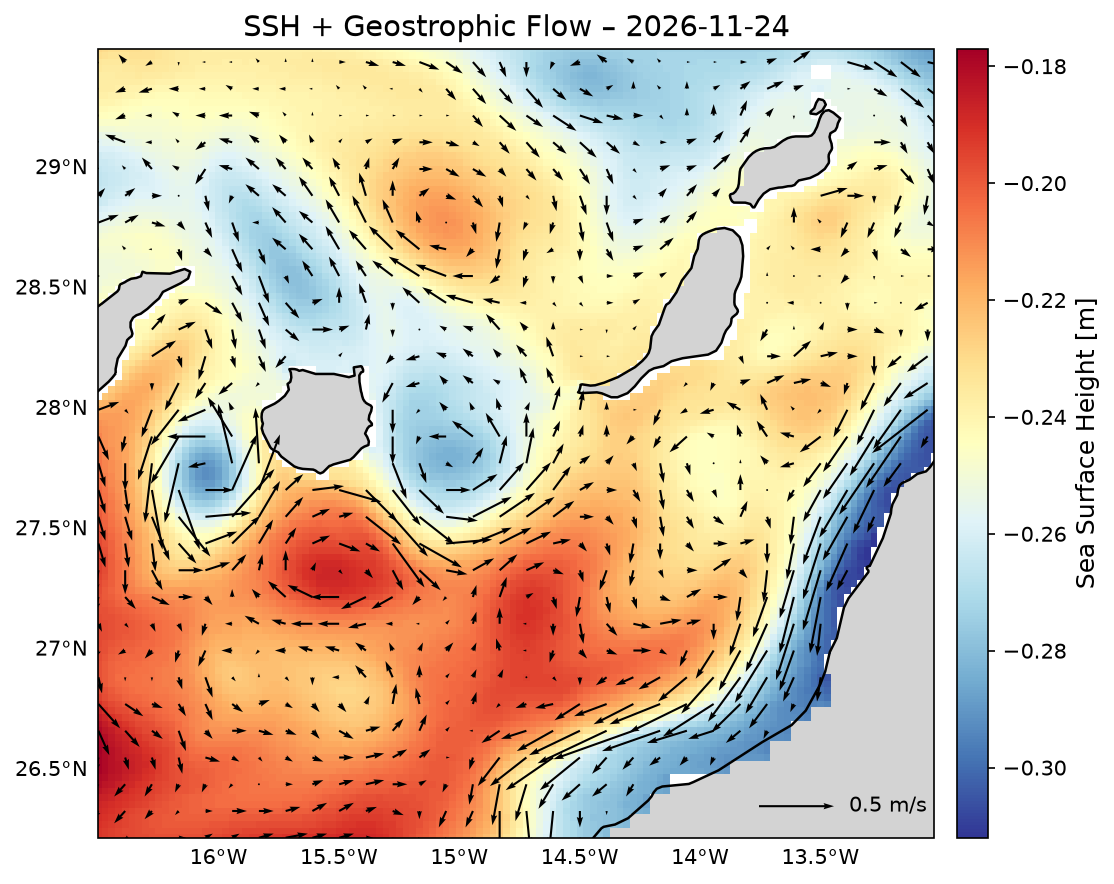 SSH + Geostrophic Flow – 2026-11-24
29°N
28.5°N
28°N
27.5°N
27°N
26.5°N
16°W
15.5°W
15°W
14.5°W
14°W
13.5°W
0.5 m/s
−0.18
−0.20
−0.22
−0.24
−0.26
−0.28
−0.30
Sea Surface Height [m]